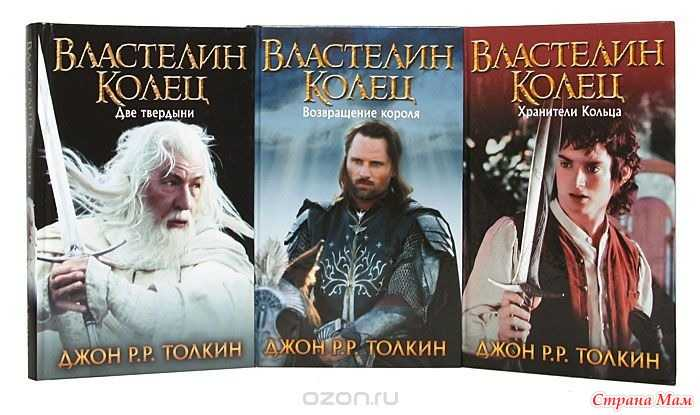 ВЛАСТЕЛИН
КОЛЕЦ
Две твердыни
ДЖОН Р.Р. ТОЛКИН
ВЛАСТЕЛИН
КОЛЕЦ
Возвращение короля
ДЖОН Р.Р. ТОЛКИН
ВЛАСТЕЛИН
КОЛЕЦ
Хранители Кольца
ДЖОН Р.Р. ТОЛКИН
ozon.ru
Страна Мам